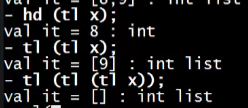 - hd (tl x);
val it = 8 : int
- tl (tl x);
val it = [9] : int list
- tl (tl (tl x));
val it = [] : int list